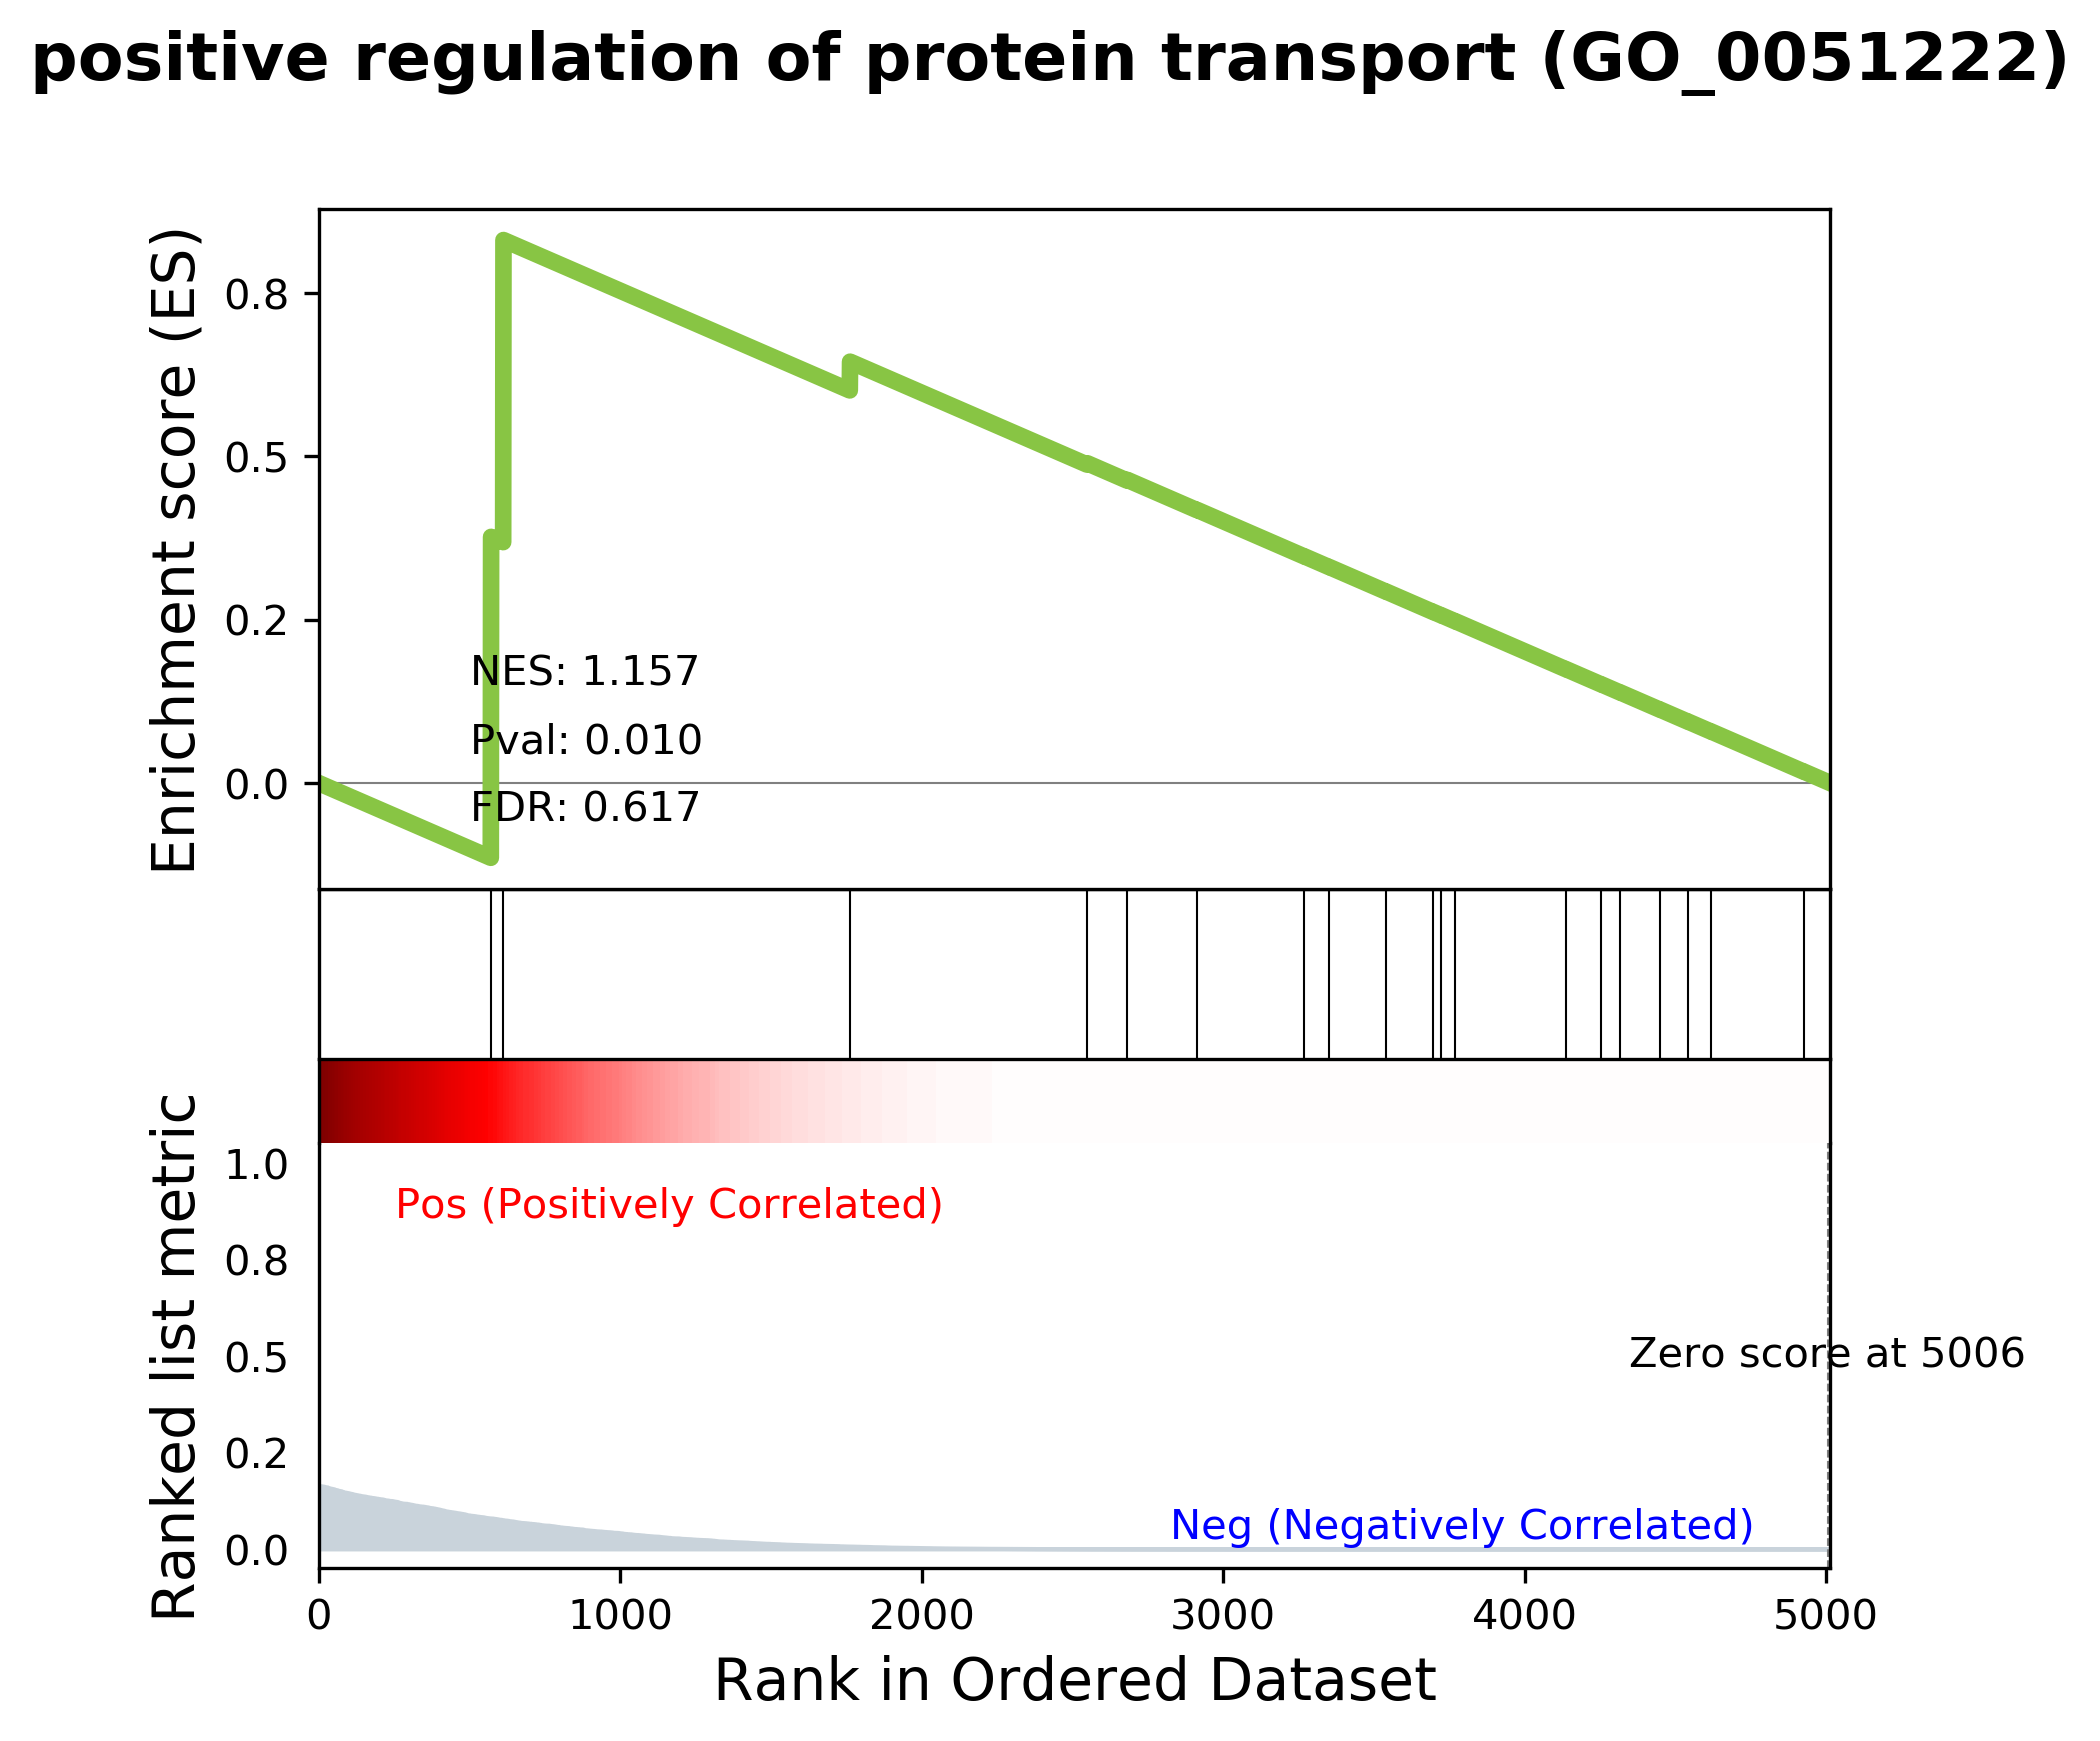 positive regulation of protein transport (GO_0051222)
Enrichment score (ES)
0.8
0.5
0.2
0.0
NES: 1.157
Pval: 0.010
FDR: 0.617
Ranked list metric
1.0
0.8
0.5
0.2
0.0
Pos (Positively Correlated)
Zero score at 5006
Neg (Negatively Correlated)
0 1000 2000 3000 4000 5000
Rank in Ordered Dataset